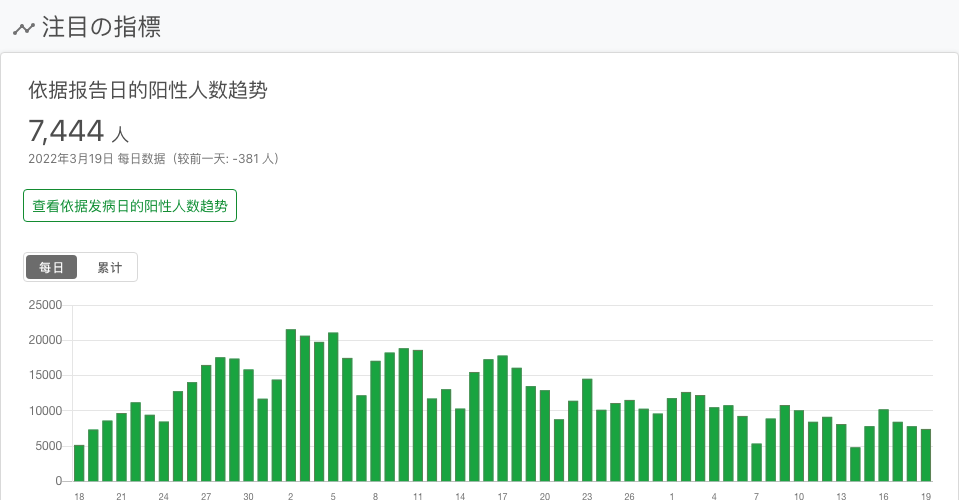 注目の指標
依据报告日的阳性人数趋势
7,444 人
2022年3月19日 每日数据（较前一天: -381 人）
查看依据发病日的阳性人数趋势
每日 累计
25000
20000
15000
10000
5000
0
18 21 24 27 30 2 5 8 11 14 17 20 23 26 1 4 7 10 13 16 19